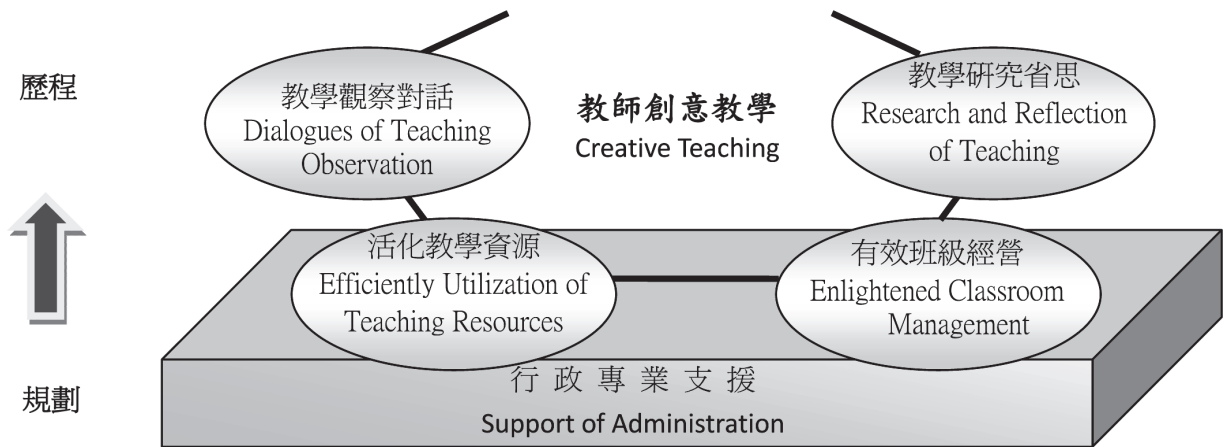 歷程
教學觀察對話
Dialogues of Teaching
Observation
教師創意教學
Creative Teaching
教學研究省思
Research and Reflection
of Teaching
活化教學資源
Efficiently Utilization of
Teaching Resources
有效班級經營
Enlightened Classroom
Management
規劃
行政專業支援
Support of Administration